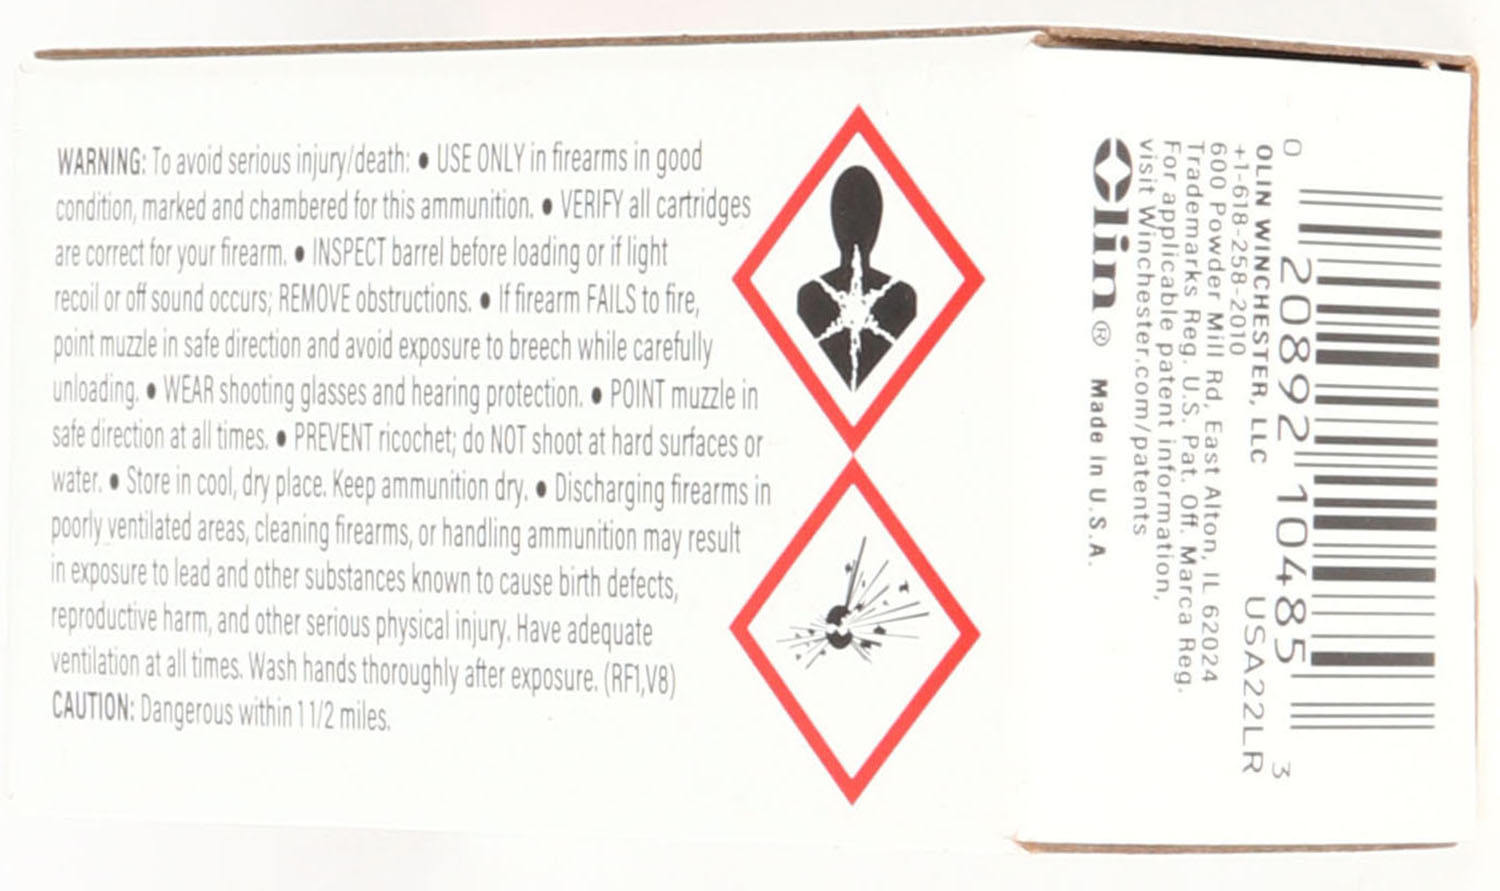 WARNING: To avoid serious injury/death: ● USE ONLY in firearms in good
condition, marked and chambered for this ammunition. ● VERIFY all cartridges
are correct for your firearm. ● INSPECT barrel before loading or if light
recoil or off sound occurs; REMOVE obstructions. ● If firearm FAILS to fire,
point muzzle in safe direction and avoid exposure to breech while carefully
unloading. ● WEAR shooting glasses and hearing protection. ● POINT muzzle in
safe direction at all times. ● PREVENT ricochet; do NOT shoot at hard surfaces or
water. ● Store in cool, dry place. Keep ammunition dry. ● Discharging firearms in
poorly ventilated areas, cleaning firearms, or handling ammunition may result
in exposure to lead and other substances known to cause birth defects,
reproductive harm, and other serious physical injury. Have adequate
ventilation at all times. Wash hands thoroughly after exposure. (RF1,V8)
CAUTION: Dangerous within 1 1/2 miles.
0 20892 10485 3
USA22LR
OLIN WINCHESTER, LLC
+1-618-258-2010
600 Powder Mill Rd, East Alton, IL 62024
Trademarks Reg. U.S. Pat. Off. Marca Reg.
For applicable patent information,
visit Winchester.com/patents
Olin® Made in U.S.A.